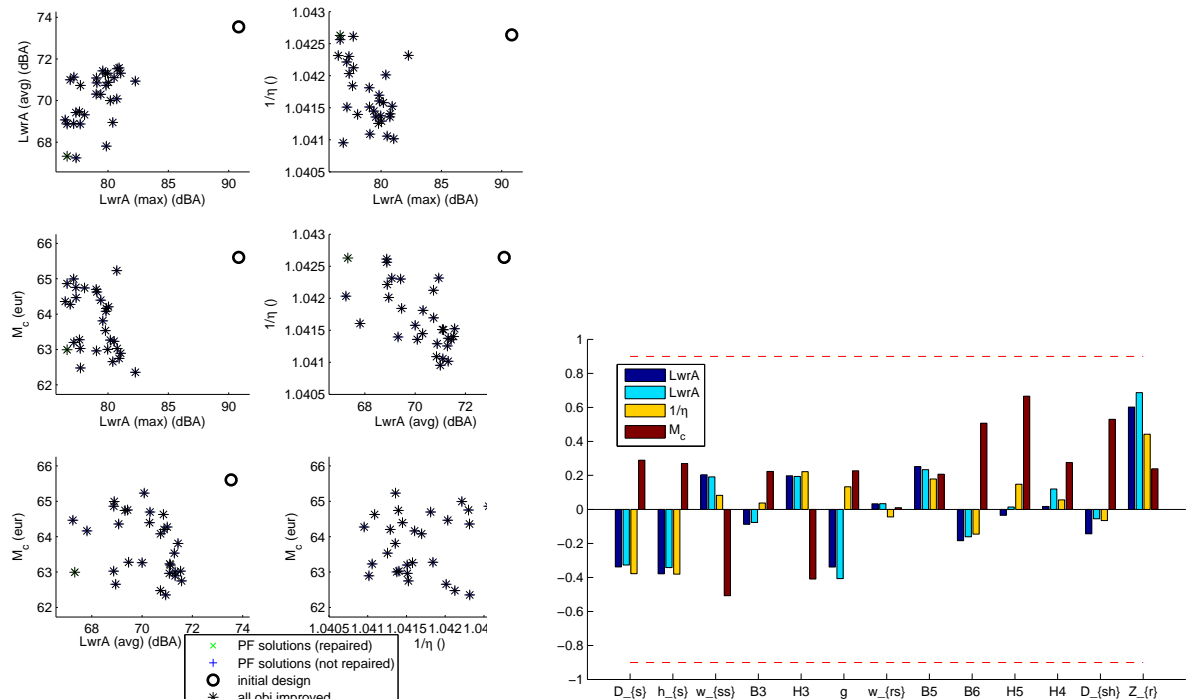 74
72
70
68
LwrA (avg) (dBA)
80 85 90
LwrA (max) (dBA)
1.043
1.0425
1.042
1.0415
1.041
1.0405
1/η ()
80 85 90
LwrA (max) (dBA)
66
65
64
63
62
M_c (eur)
80 85 90
LwrA (max) (dBA)
1.043
1.0425
1.042
1.0415
1.041
1.0405
1/η ()
68 70 72
LwrA (avg) (dBA)
66
65
64
63
62
M_c (eur)
68 70 72 74
LwrA (avg) (dBA)
66
65
64
63
62
M_c (eur)
1.0405 1.041 1.0415 1.042 1.04
1/η ()
PF solutions (repaired)
PF solutions (not repaired)
initial design
all obj improved
1
0.8
0.6
0.4
0.2
0
−0.2
−0.4
−0.6
−0.8
−1
LwrA
LwrA
1/η
M_c
D_{s} h_{s} w_{ss} B3 H3 g w_{rs} B5 B6 H5 H4 D_{sh} Z_{r}